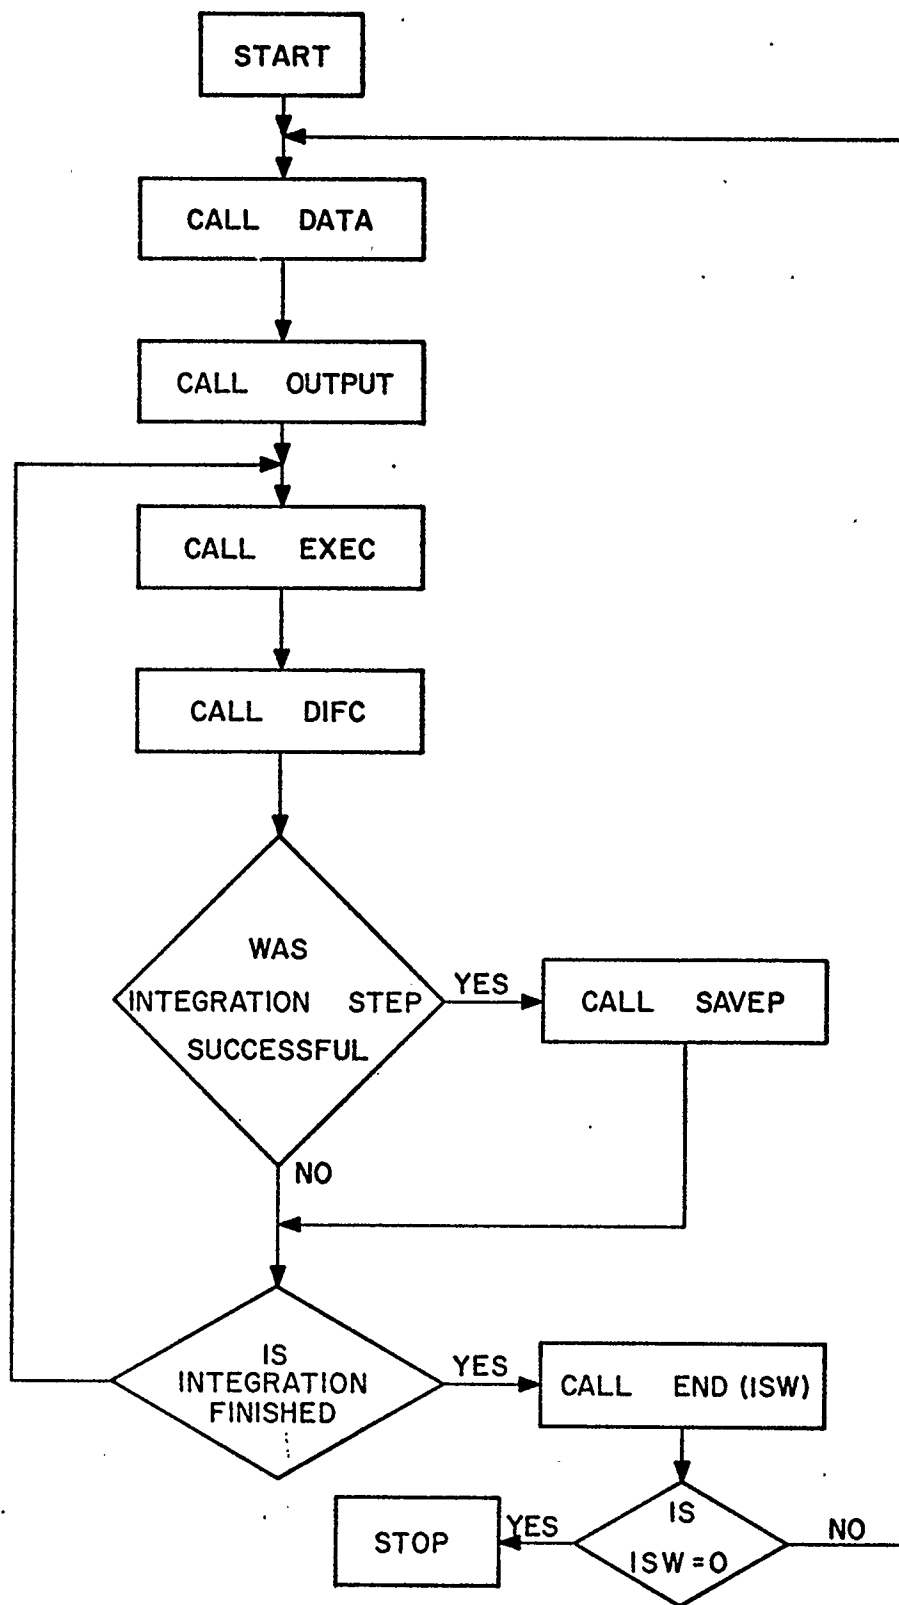 START
CALL DATA
CALL OUTPUT
CALL EXEC
CALL DIFC
WAS
INTEGRATION STEP
SUCCESSFUL
YES
CALL SAVEP
NO
IS
INTEGRATION
FINISHED
YES
CALL END (ISW)
IS
ISW=0
YES
STOP
NO